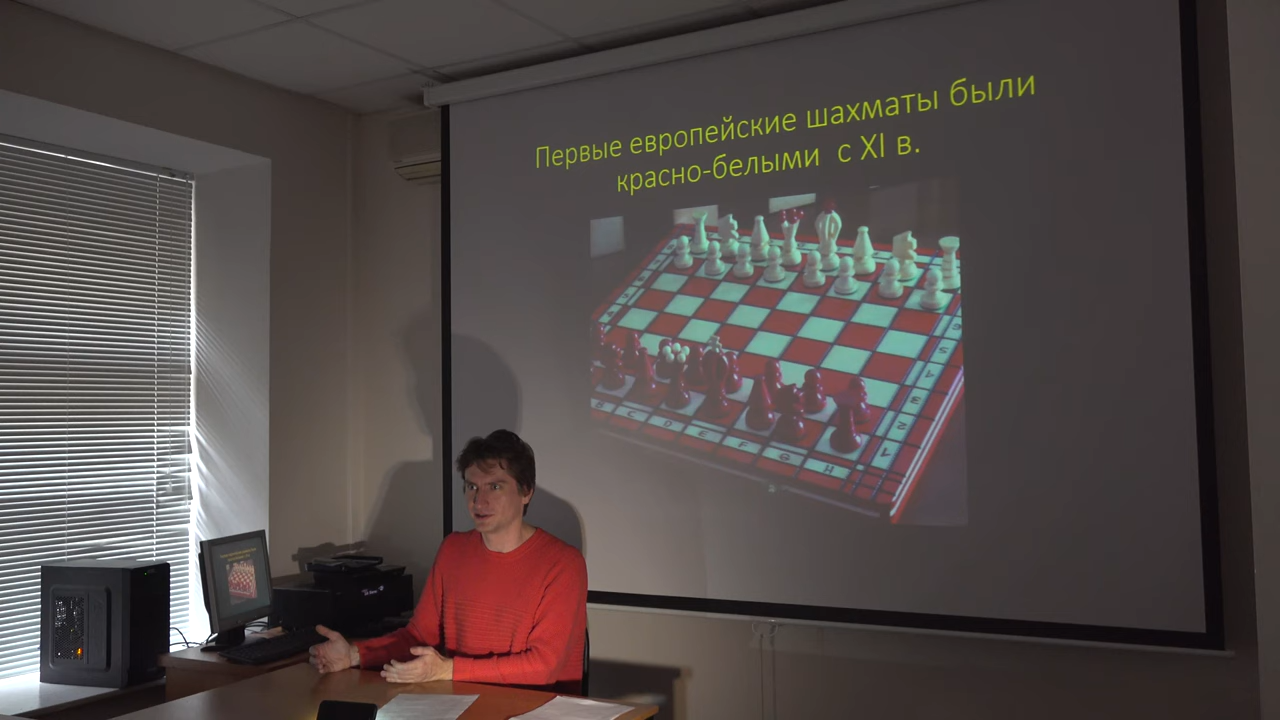 Первые европейские шахматы были
красно-белыми с XI в.
B C D E F G H